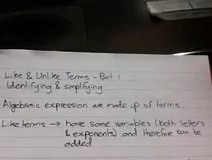 Like & Unlike Terms - Part 1
Identifying & simplifying
Algebraic expression are made up of terms.
Like terms → have same variables (both letters
& exponents) and therefore can be
added